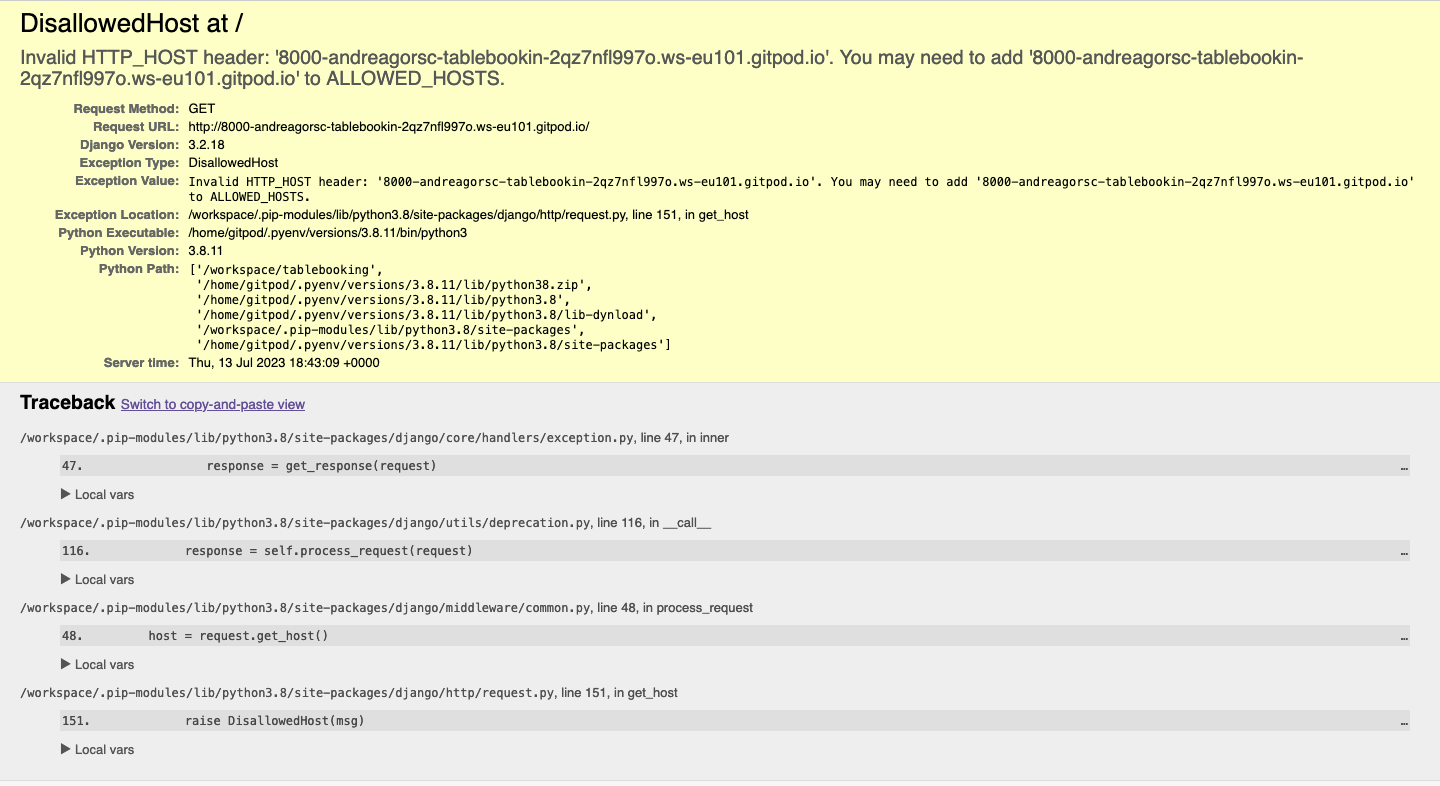 DisallowedHost at /
Invalid HTTP_HOST header: '8000-andreagorsc-tablebookin-2qz7nfl997o.ws-eu101.gitpod.io'. You may need to add '8000-andreagorsc-tablebookin-
2qz7nfl997o.ws-eu101.gitpod.io' to ALLOWED_HOSTS.
Request Method: GET
Request URL: http://8000-andreagorsc-tablebookin-2qz7nfl997o.ws-eu101.gitpod.io/
Django Version: 3.2.18
Exception Type: DisallowedHost
Exception Value: Invalid HTTP_HOST header: '8000-andreagorsc-tablebookin-2qz7nfl997o.ws-eu101.gitpod.io'. You may need to add '8000-andreagorsc-tablebookin-2qz7nfl997o.ws-eu101.gitpod.io'
to ALLOWED_HOSTS.
Exception Location: /workspace/.pip-modules/lib/python3.8/site-packages/django/http/request.py, line 151, in get_host
Python Executable: /home/gitpod/.pyenv/versions/3.8.11/bin/python3
Python Version: 3.8.11
Python Path: ['/workspace/tablebooking',
'/home/gitpod/.pyenv/versions/3.8.11/lib/python38.zip',
'/home/gitpod/.pyenv/versions/3.8.11/lib/python3.8',
'/home/gitpod/.pyenv/versions/3.8.11/lib/python3.8/lib-dynload',
'/workspace/.pip-modules/lib/python3.8/site-packages',
'/home/gitpod/.pyenv/versions/3.8.11/lib/python3.8/site-packages']
Server time: Thu, 13 Jul 2023 18:43:09 +0000
Traceback Switch to copy-and-paste view
/workspace/.pip-modules/lib/python3.8/site-packages/django/core/handlers/exception.py, line 47, in inner
47. response = get_response(request) …
▶ Local vars
/workspace/.pip-modules/lib/python3.8/site-packages/django/utils/deprecation.py, line 116, in __call__
116. response = self.process_request(request) …
▶ Local vars
/workspace/.pip-modules/lib/python3.8/site-packages/django/middleware/common.py, line 48, in process_request
48. host = request.get_host() …
▶ Local vars
/workspace/.pip-modules/lib/python3.8/site-packages/django/http/request.py, line 151, in get_host
151. raise DisallowedHost(msg) …
▶ Local vars